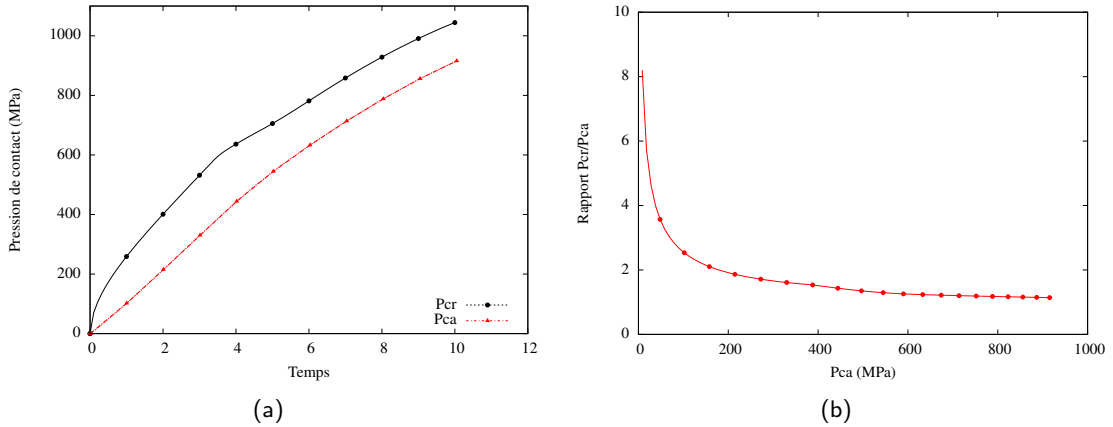 1000
800
600
400
200
0
Pression de contact (MPa)
0 2 4 6 8 10 12
Temps
Pcr
Pca
(a)
10
8
6
4
2
0
Rapport Pcr/Pca
0 200 400 600 800 1000
Pca (MPa)
(b)